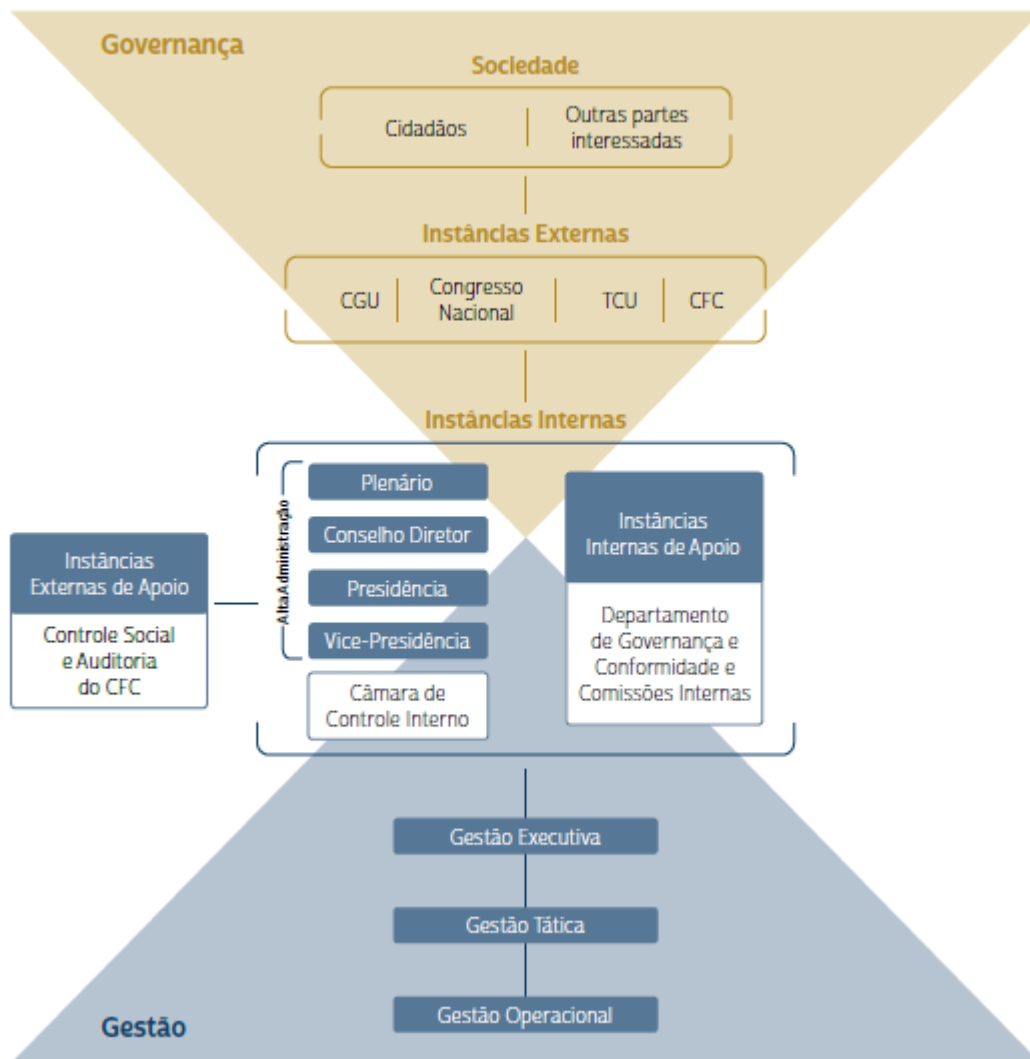 Governança
Sociedade
Cidadãos
Outras partes
interessadas
Instâncias Externas
CGU
Congresso
Nacional
TCU
CFC
Instâncias Internas
Alta Administração
Plenário
Conselho Diretor
Presidência
Vice-Presidência
Câmara de
Controle Interno
Instâncias
Internas de Apoio
Departamento
de Governança e
Conformidade e
Comissões Internas
Instâncias
Externas de Apoio
Controle Social
e Auditoria
do CFC
Gestão Executiva
Gestão Tática
Gestão Operacional
Gestão